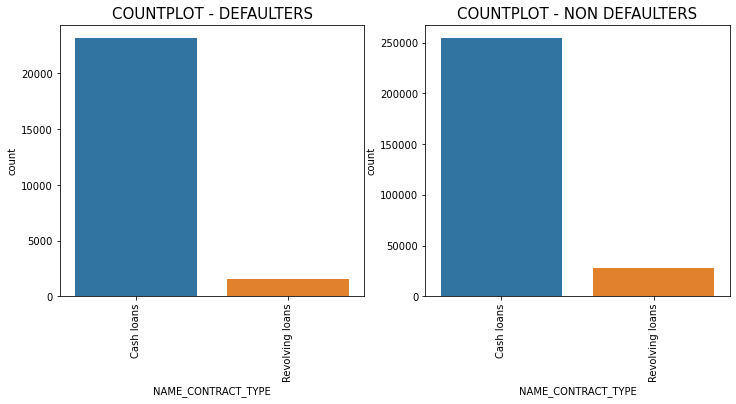 COUNTPLOT - DEFAULTERS
20000
15000
10000
5000
0
count
Cash loans
Revolving loans
NAME_CONTRACT_TYPE
COUNTPLOT - NON DEFAULTERS
250000
200000
150000
100000
50000
0
count
Cash loans
Revolving loans
NAME_CONTRACT_TYPE